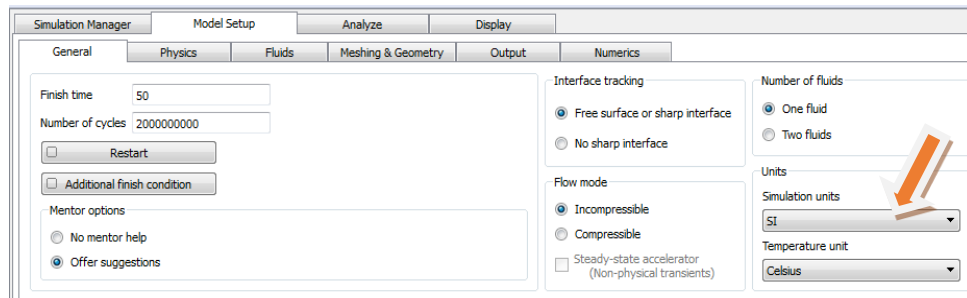 Simulation Manager Model Setup Analyze Display
General Physics Fluids Meshing & Geometry Output Numerics
Finish time 50
Number of cycles 2000000000
Restart
Additional finish condition
Mentor options
No mentor help
Offer suggestions
Interface tracking
Free surface or sharp interface
No sharp interface
Flow mode
Incompressible
Compressible
Steady-state accelerator
(Non-physical transients)
Number of fluids
One fluid
Two fluids
Units
Simulation units
SI
Temperature unit
Celsius